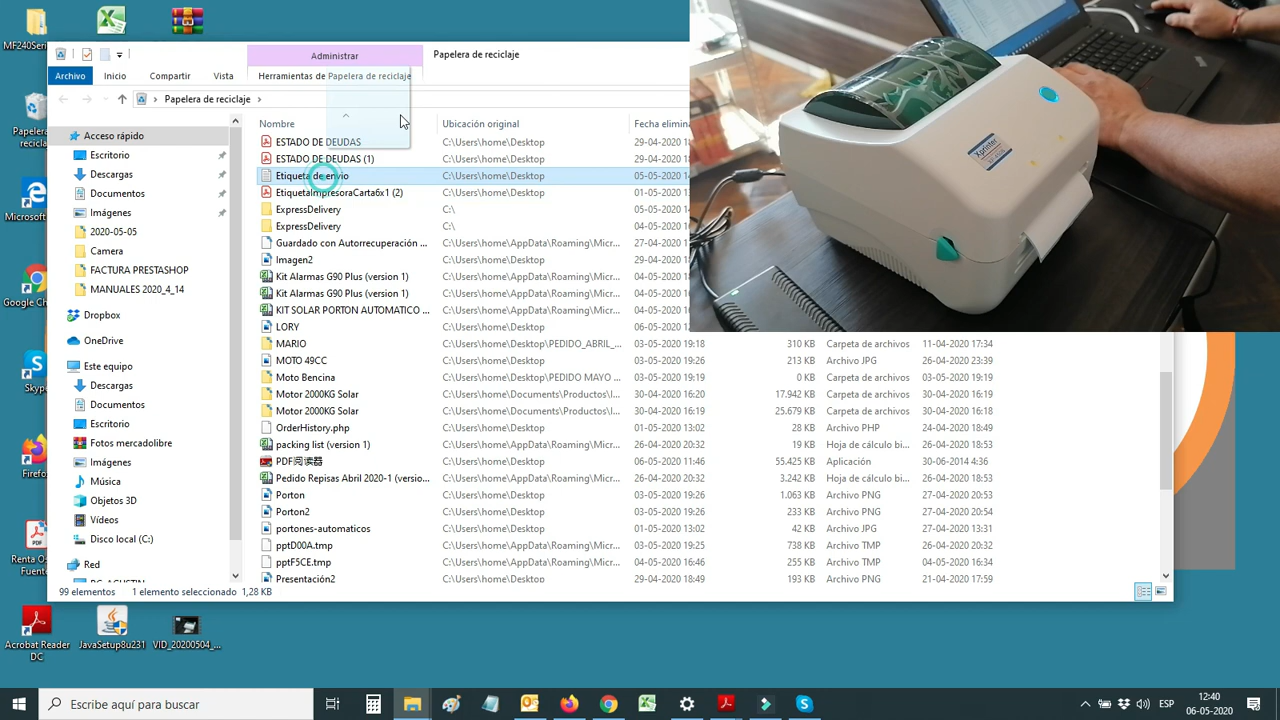 MF240Seri
Papelera
recicla
Microsoft
Google Ch
Skype
Firefo
Renta O
Fuente
Acrobat Reader
DC
JavaSetup8u231
VID_20200504_...
Administrar
Papelera de reciclaje
Archivo
Inicio
Compartir
Vista
Herramientas de Papelera de reciclaje
Papelera de reciclaje
Acceso rápido
Escritorio
Descargas
Documentos
Imágenes
2020-05-05
Camera
FACTURA PRESTASHOP
MANUALES 2020_4_14
Dropbox
OneDrive
Este equipo
Descargas
Documentos
Escritorio
Fotos mercadolibre
Imágenes
Música
Objetos 3D
Vídeos
Disco local (C:)
Red
Nombre Ubicación original Fecha elimina
ESTADO DE DEUDAS C:\Users\home\Desktop 29-04-2020
ESTADO DE DEUDAS (1) C:\Users\home\Desktop 29-04-2020
Etiqueta de envio C:\Users\home\Desktop 05-05-2020
EtiquetaImpresoraCarta6x1 (2) C:\Users\home\Desktop 01-05-2020
ExpressDelivery C:\ 05-05-2020
ExpressDelivery C:\ 04-05-2020
Guardado con Autorrecuperación ... C:\Users\home\AppData\Roaming\Micr... 27-04-2020
Imagen2 C:\Users\home\Desktop 04-05-2020
Kit Alarmas G90 Plus (version 1) C:\Users\home\AppData\Roaming\Micr... 04-05-2020
Kit Alarmas G90 Plus (version 1) C:\Users\home\AppData\Roaming\Micr... 04-05-2020
KIT SOLAR PORTON AUTOMATICO ... C:\Users\home\AppData\Roaming\Micr... 29-04-2020
LORY C:\Users\home\Desktop 06-05-2020
MARIO C:\Users\home\Desktop\PEDIDO_ABRIL_... 03-05-2020 19:18 310 KB Carpeta de archivos 11-04-2020 17:34
MOTO 49CC C:\Users\home\Desktop 03-05-2020 19:26 213 KB Archivo JPG 26-04-2020 23:39
Moto Bencina C:\Users\home\Desktop\PEDIDO MAYO ... 03-05-2020 19:19 0 KB Carpeta de archivos 03-05-2020 19:19
Motor 2000KG Solar C:\Users\home\Documents\Productos\I... 30-04-2020 16:20 17.942 KB Carpeta de archivos 30-04-2020 16:19
Motor 2000KG Solar C:\Users\home\Documents\Productos\I... 30-04-2020 16:19 25.679 KB Carpeta de archivos 30-04-2020 16:18
OrderHistory.php C:\Users\home\Desktop 01-05-2020 13:02 28 KB Archivo PHP 24-04-2020 18:49
packing list (version 1) C:\Users\home\AppData\Roaming\Micr... 26-04-2020 20:32 19 KB Hoja de cálculo bi... 26-04-2020 18:53
PDF阅读器 C:\Users\home\Desktop 06-05-2020 11:46 55.425 KB Aplicación 30-06-2014 4:36
Pedido Repisas Abril 2020-1 (versio... C:\Users\home\AppData\Roaming\Micr... 26-04-2020 20:32 3.242 KB Hoja de cálculo bi... 26-04-2020 18:53
Porton C:\Users\home\Desktop 03-05-2020 19:26 1.063 KB Archivo PNG 27-04-2020 20:53
Porton2 C:\Users\home\Desktop 03-05-2020 19:26 233 KB Archivo PNG 27-04-2020 20:54
portones-automaticos C:\Users\home\Desktop 01-05-2020 13:02 42 KB Archivo JPG 27-04-2020 13:31
pptD00A.tmp C:\Users\home\AppData\Roaming\Micr... 03-05-2020 19:25 738 KB Archivo TMP 26-04-2020 20:32
pptF5CE.tmp C:\Users\home\AppData\Roaming\Micr... 04-05-2020 16:46 255 KB Archivo TMP 04-05-2020 16:34
Presentación2 C:\Users\home\Desktop 29-04-2020 18:49 193 KB Archivo PNG 21-04-2020 17:59
99 elementos 1 elemento seleccionado 1,28 KB
Xprinter
Escribe aquí para buscar
ESP
12:40
06-05-2020